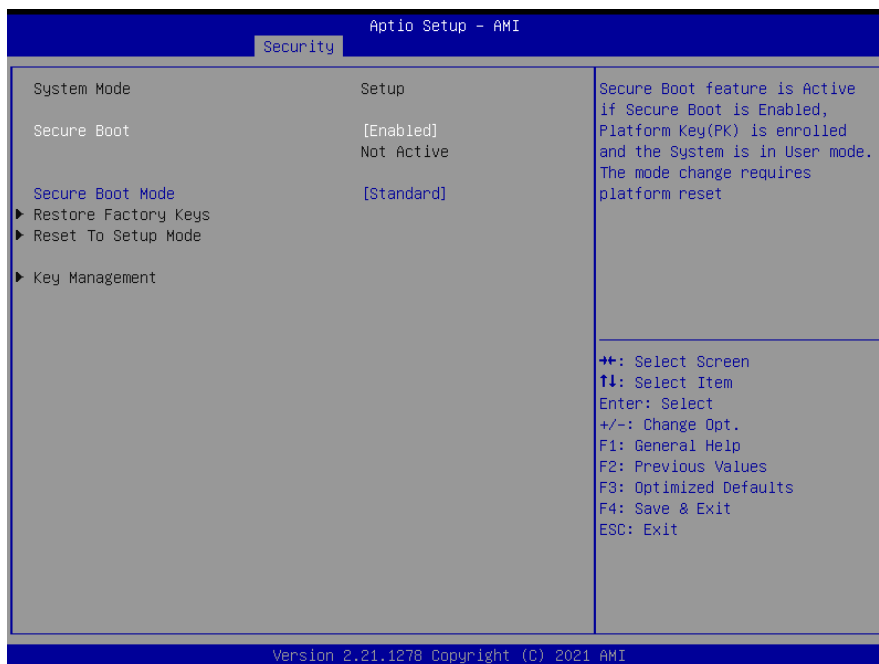 Aptio Setup – AMI
Security
System Mode Setup
Secure Boot [Enabled]
Not Active
Secure Boot Mode [Standard]
▶ Restore Factory Keys
▶ Reset To Setup Mode
▶ Key Management
Secure Boot feature is Active
if Secure Boot is Enabled,
Platform Key(PK) is enrolled
and the System is in User mode.
The mode change requires
platform reset
→←: Select Screen
↑↓: Select Item
Enter: Select
+/-: Change Opt.
F1: General Help
F2: Previous Values
F3: Optimized Defaults
F4: Save & Exit
ESC: Exit
Version 2.21.1278 Copyright (C) 2021 AMI